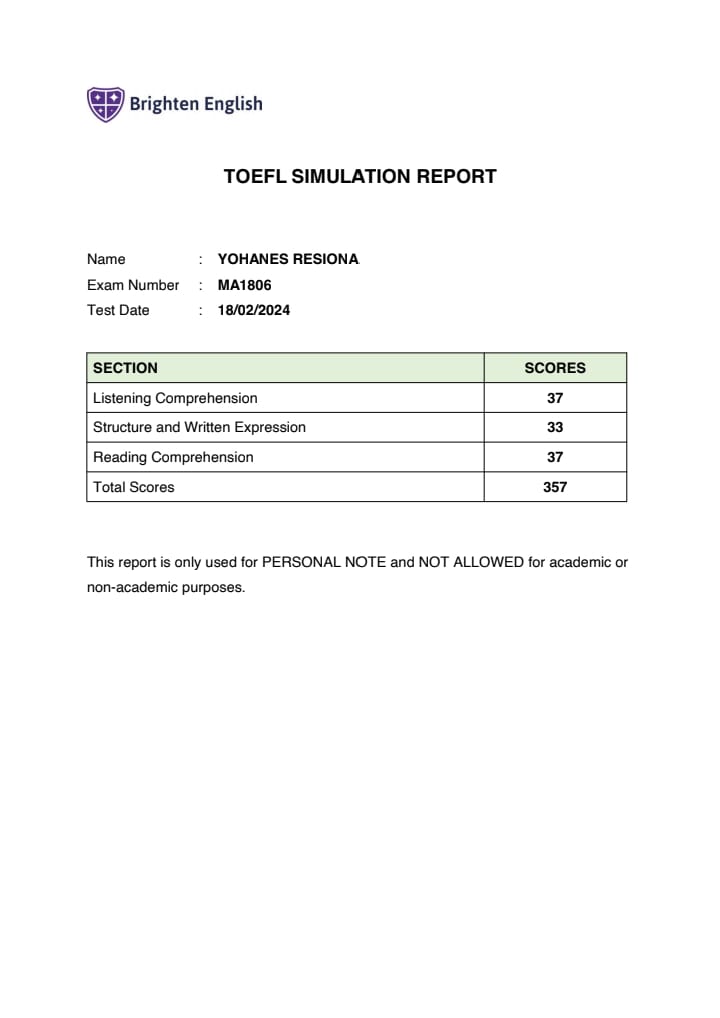 Brighten English
TOEFL SIMULATION REPORT
Name : YOHANES RESIONA
Exam Number : MA1806
Test Date : 18/02/2024
SECTION SCORES
Listening Comprehension 37
Structure and Written Expression 33
Reading Comprehension 37
Total Scores 357
This report is only used for PERSONAL NOTE and NOT ALLOWED for academic or
non-academic purposes.